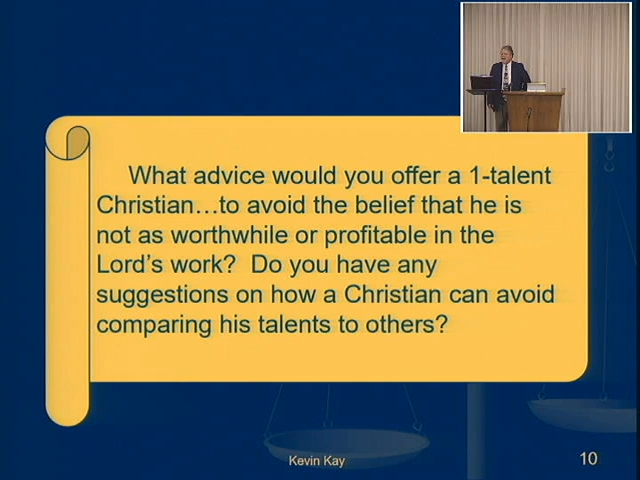 What advice would you offer a 1-talent
Christian…to avoid the belief that he is
not as worthwhile or profitable in the
Lord's work?  Do you have any
suggestions on how a Christian can avoid
comparing his talents to others?
Kevin Kay
10